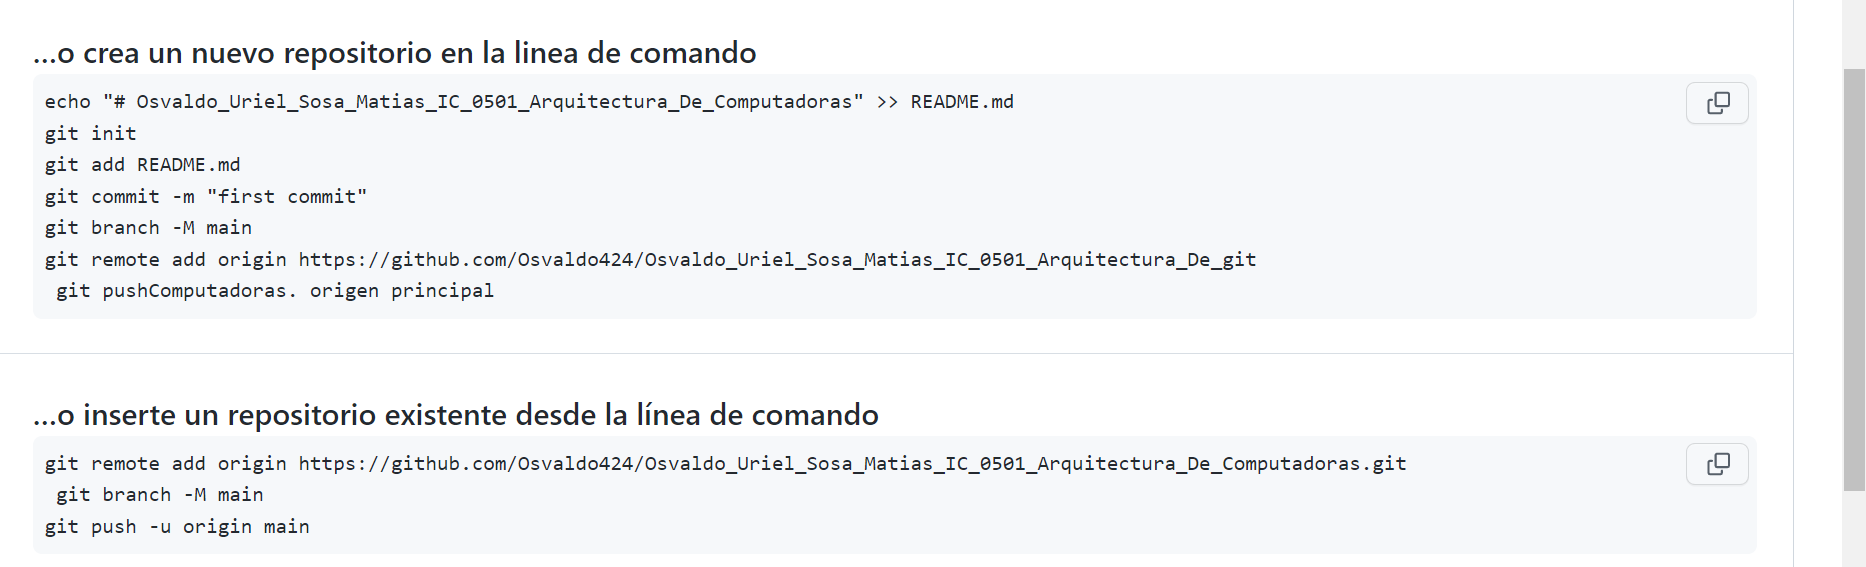 ...o crea un nuevo repositorio en la linea de comando
echo "# Osvaldo_Uriel_Sosa_Matias_IC_0501_Arquitectura_De_Computadoras" >> README.md
git init
git add README.md
git commit -m "first commit"
git branch -M main
git remote add origin https://github.com/Osvaldo424/Osvaldo_Uriel_Sosa_Matias_IC_0501_Arquitectura_De_git
git pushComputadoras. origen principal
...o inserte un repositorio existente desde la línea de comando
git remote add origin https://github.com/Osvaldo424/Osvaldo_Uriel_Sosa_Matias_IC_0501_Arquitectura_De_Computadoras.git
git branch -M main
git push -u origin main